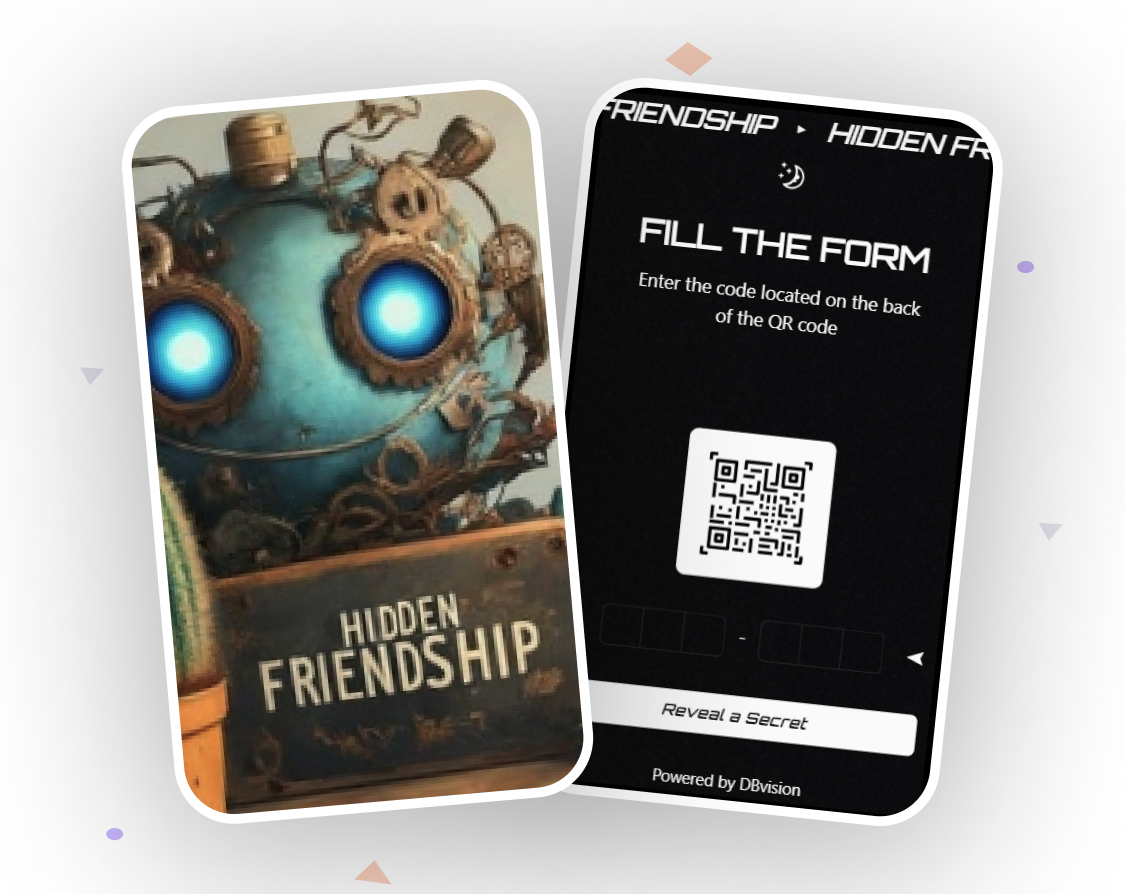 HIDDEN
FRIENDSHIP
FRIENDSHIP ▸ HIDDEN FR
FILL THE FORM
Enter the code located on the back
of the QR code
-
Reveal a Secret
Powered by DBvision